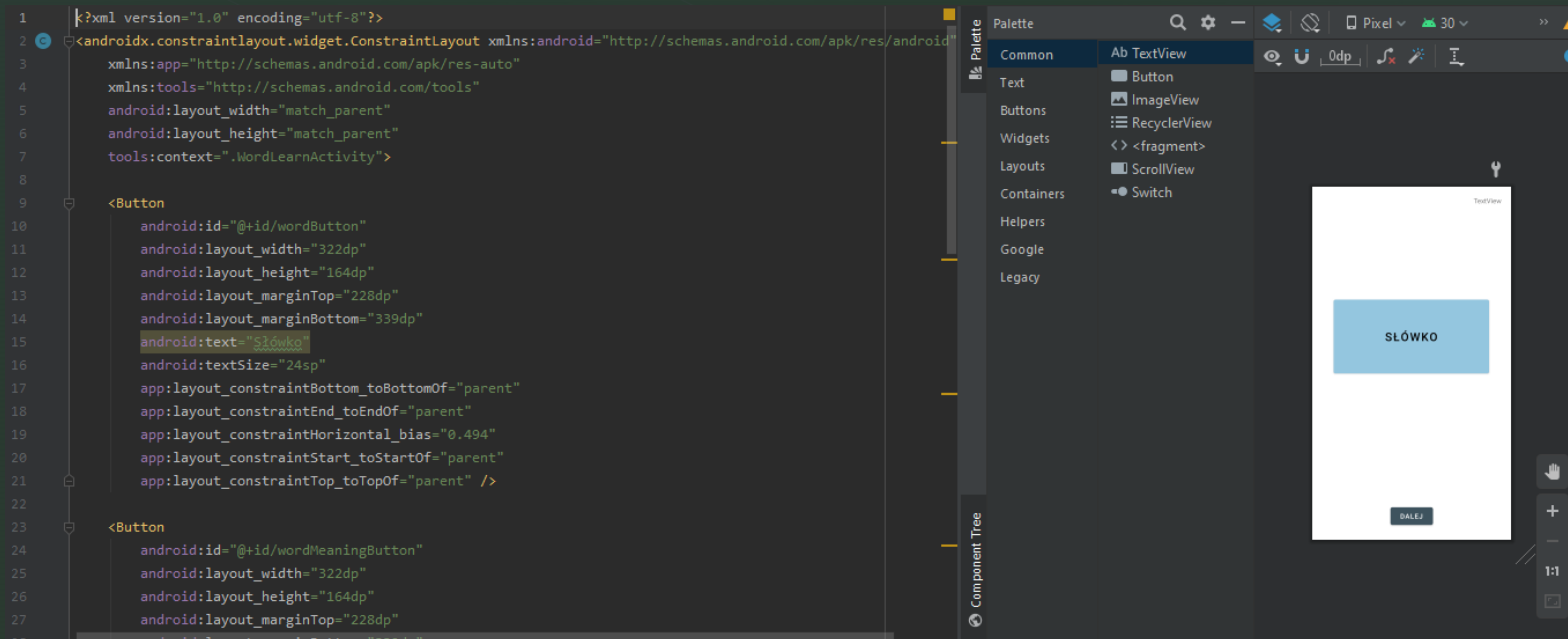 1 <?xml version="1.0" encoding="utf-8"?>
2 <androidx.constraintlayout.widget.ConstraintLayout xmlns:android="http://schemas.android.com/apk/res/android"
3 xmlns:app="http://schemas.android.com/apk/res-auto"
4 xmlns:tools="http://schemas.android.com/tools"
5 android:layout_width="match_parent"
6 android:layout_height="match_parent"
7 tools:context=".WordLearnActivity">
8
9 <Button
10 android:id="@+id/wordButton"
11 android:layout_width="322dp"
12 android:layout_height="164dp"
13 android:layout_marginTop="228dp"
14 android:layout_marginBottom="339dp"
15 android:text="Słówko"
16 android:textSize="24sp"
17 app:layout_constraintBottom_toBottomOf="parent"
18 app:layout_constraintEnd_toEndOf="parent"
19 app:layout_constraintHorizontal_bias="0.494"
20 app:layout_constraintStart_toStartOf="parent"
21 app:layout_constraintTop_toTopOf="parent" />
22
23 <Button
24 android:id="@+id/wordMeaningButton"
25 android:layout_width="322dp"
26 android:layout_height="164dp"
27 android:layout_marginTop="228dp"
C
Palette
Component Tree
Palette
Common
Text
Buttons
Widgets
Layouts
Containers
Helpers
Google
Legacy
Ab TextView
Button
ImageView
RecyclerView
<fragment>
ScrollView
Switch
Pixel
30
»
0dp
TextView
SŁÓWKO
DALEJ
1:1